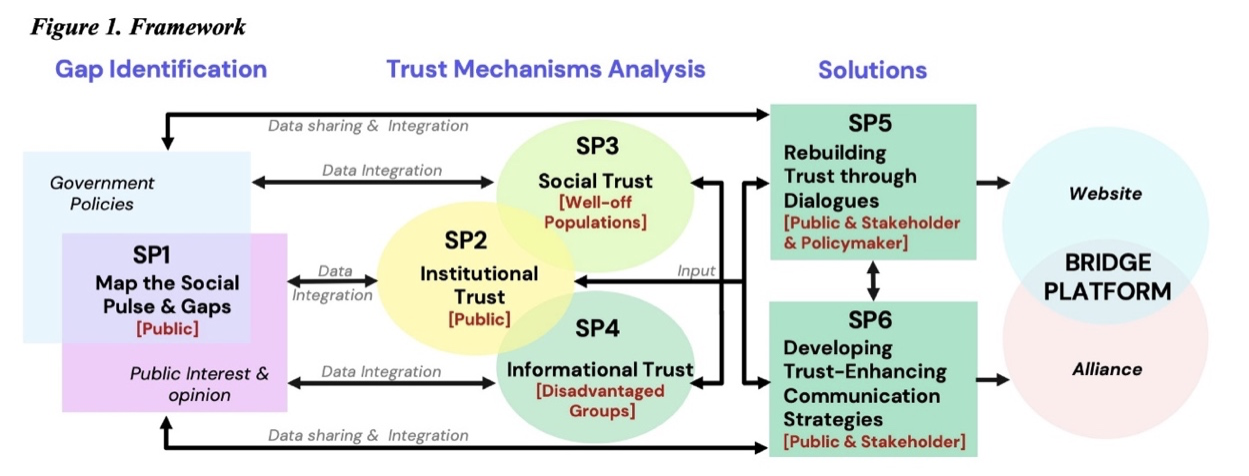 Figure 1. Framework
Gap Identification
Trust Mechanisms Analysis
Solutions
Data sharing & Integration
Government
Policies
SP1
Map the Social
Pulse & Gaps
[Public]
Public Interest &
opinion
Data Integration
Data
Integration
Data Integration
Data sharing & Integration
SP3
Social Trust
[Well-off
Populations]
SP2
Institutional
Trust
[Public]
SP4
Informational Trust
[Disadvantaged
Groups]
Input
SP5
Rebuilding
Trust through
Dialogues
[Public & Stakeholder
& Policymaker]
SP6
Developing
Trust-Enhancing
Communication
Strategies
[Public & Stakeholder]
Website
BRIDGE
PLATFORM
Alliance